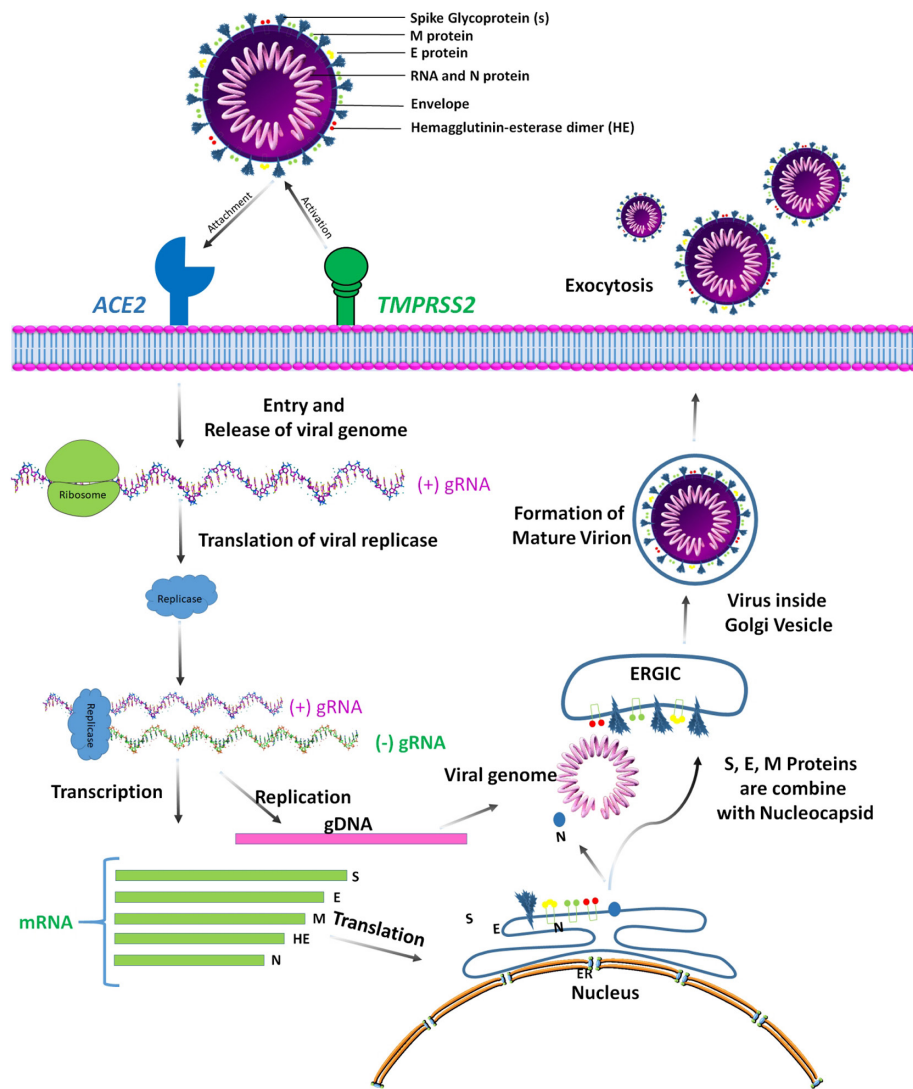 Spike Glycoprotein (s)
M protein
E protein
RNA and N protein
Envelope
Hemagglutinin-esterase dimer (HE)
Attachment
Activation
ACE2
TMPRSS2
Exocytosis
Entry and
Release of viral genome
Ribosome
(+) gRNA
Translation of viral replicase
Replicase
Replicase
(+) gRNA
(-) gRNA
Transcription
Replication
gDNA
mRNA
S
E
M
HE
N
Translation
Formation of
Mature Virion
Virus inside
Golgi Vesicle
ERGIC
Viral genome
N
S, E, M Proteins
are combine
with Nucleocapsid
S
E
N
ER
Nucleus